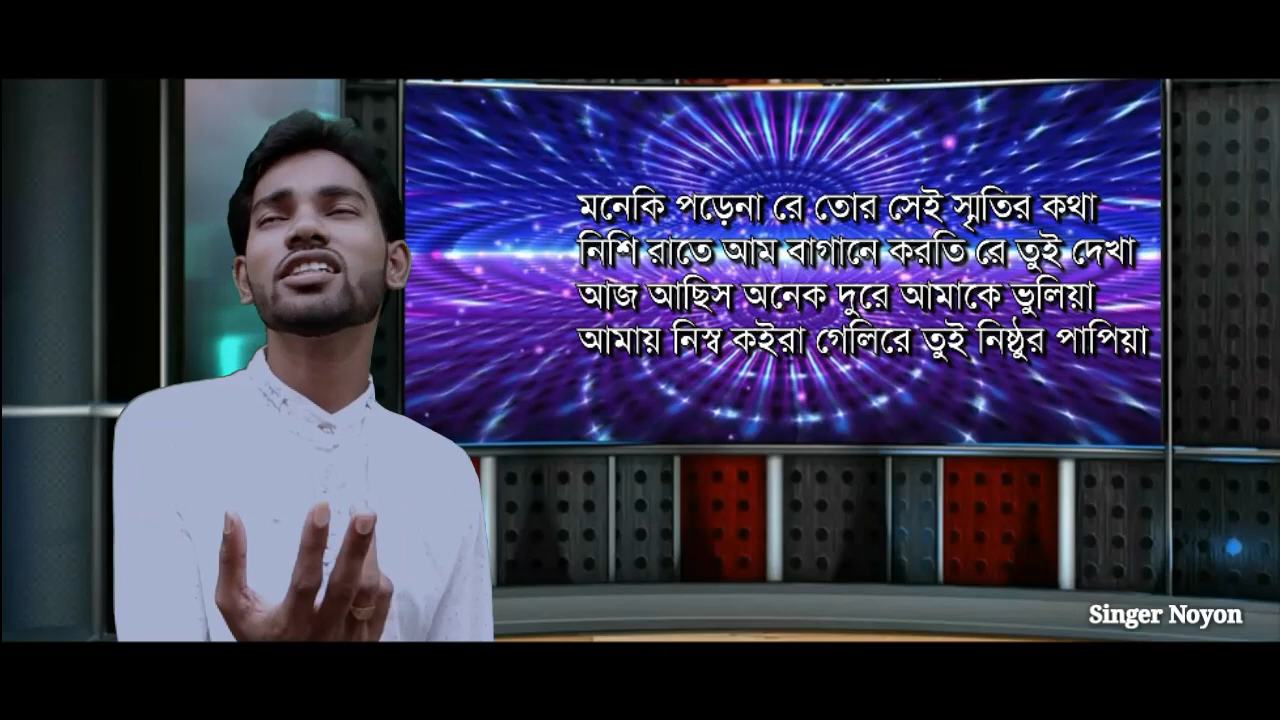 মনেকি পড়েনা রে তোর সেই স্মৃতির কথা
নিশি রাতে আম বাগানে করতি রে তুই দেখা
আজ আছিস অনেক দুরে আমাকে ভুলিয়া
আমায় নিস্ব কইরা গেলিরে তুই নিষ্ঠুর পাপিয়া
Singer Noyon